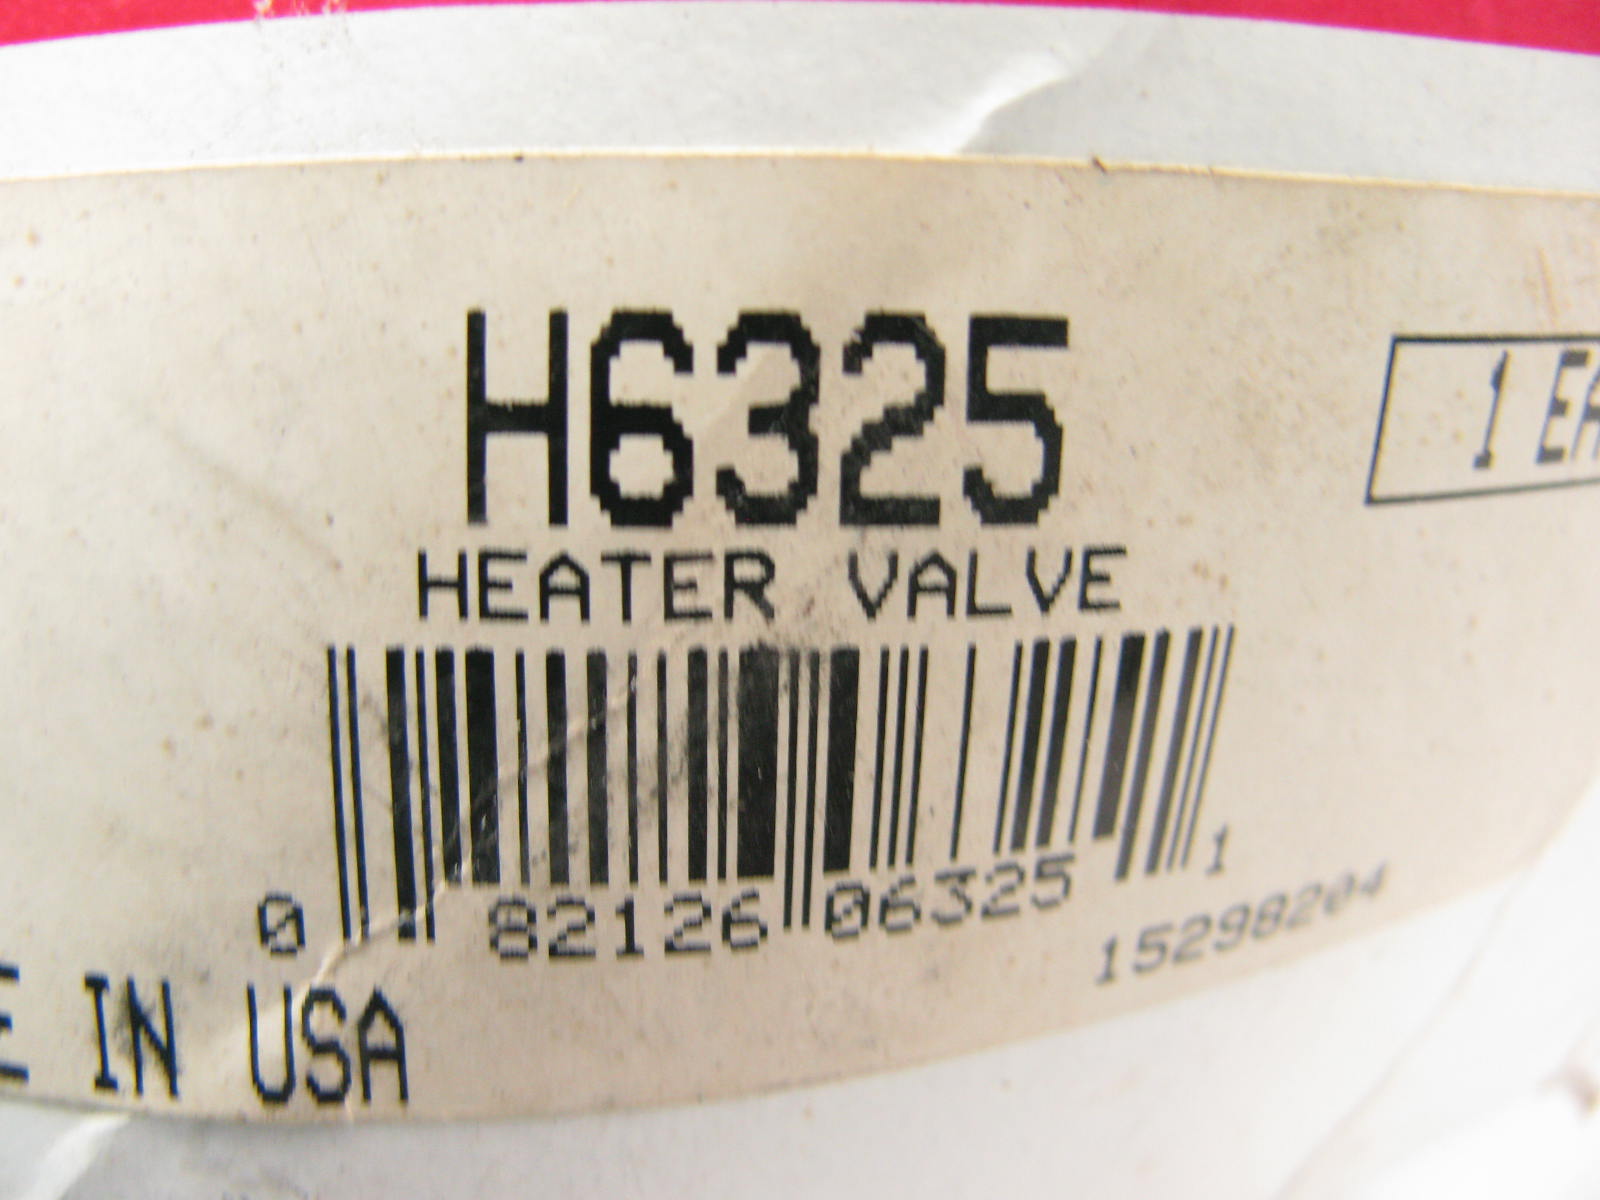 H6325
1 EA
HEATER VALVE
0 82126 06325 1
15298204
E IN USA